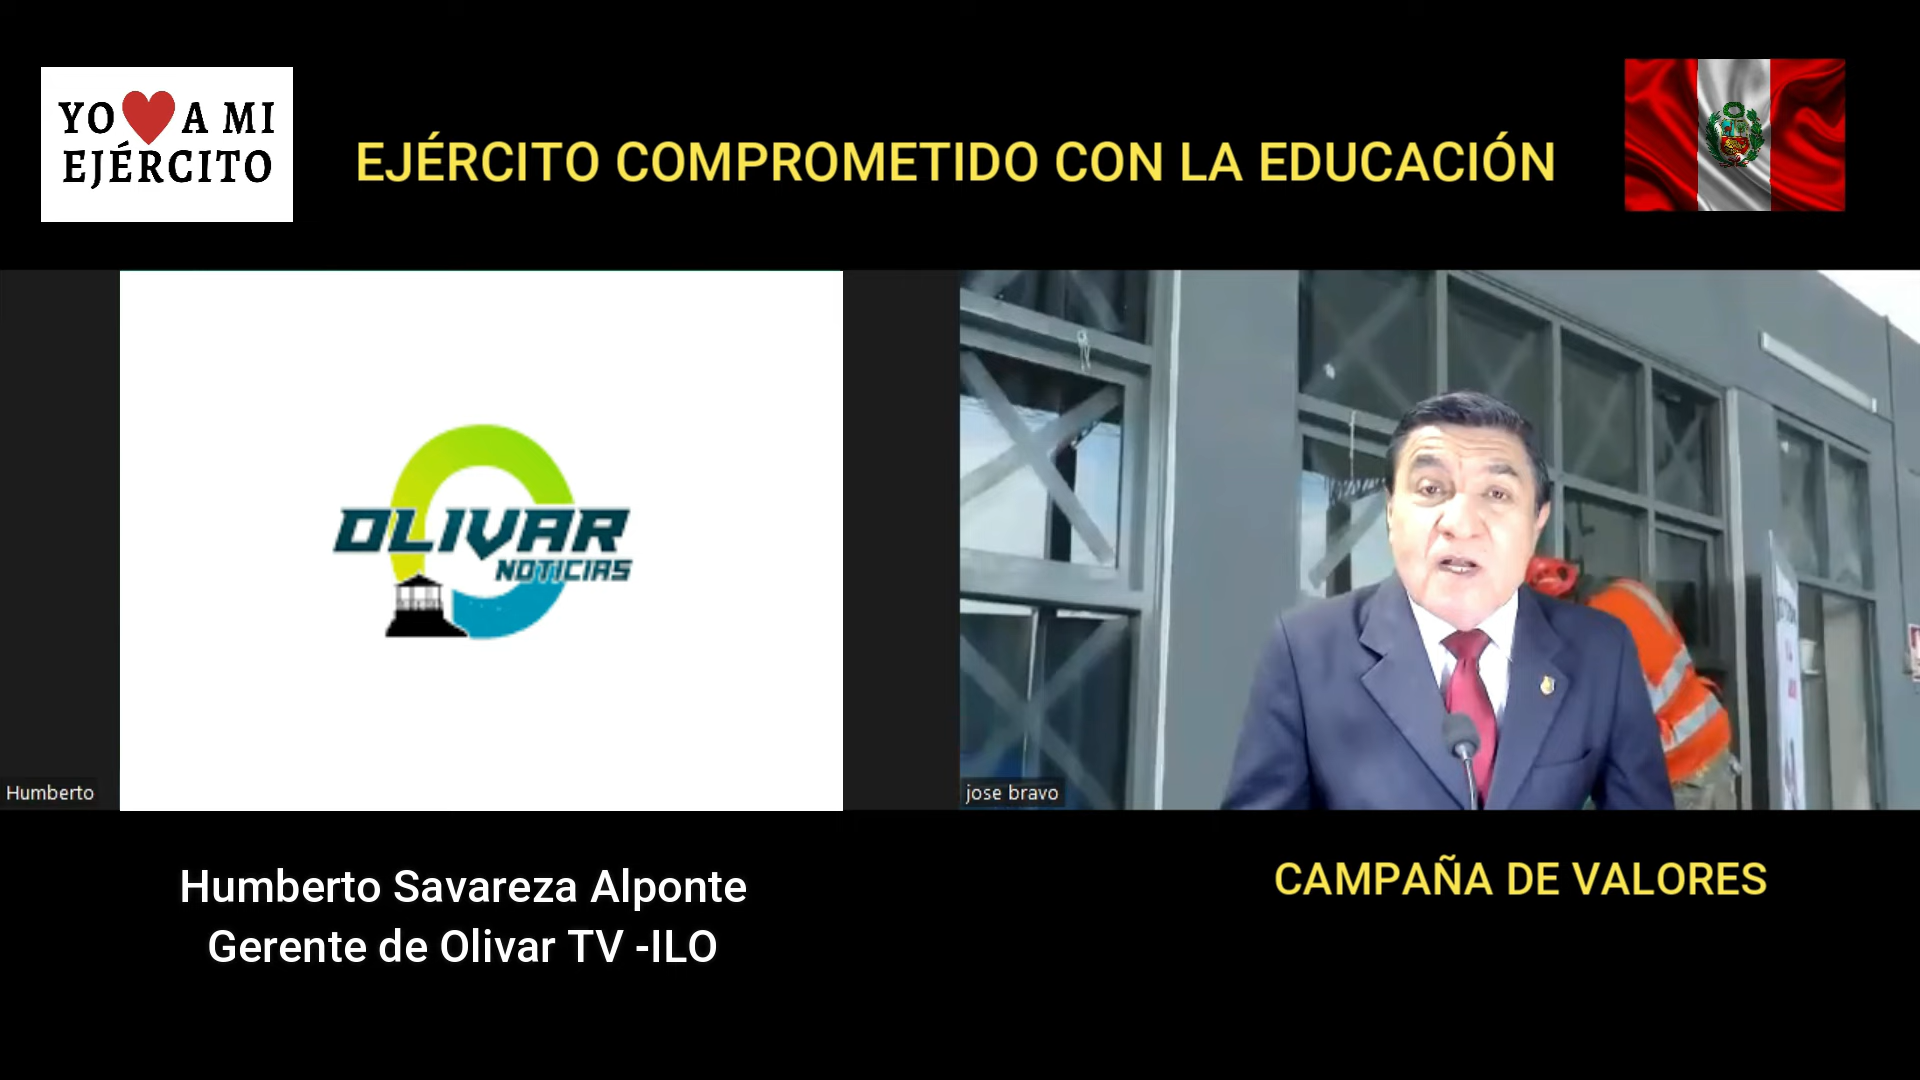 YO A MI
EJÉRCITO
EJÉRCITO COMPROMETIDO CON LA EDUCACIÓN
OLIVAR
NOTICIAS
Humberto
jose bravo
Humberto Savareza Alponte
Gerente de Olivar TV -ILO
CAMPAÑA DE VALORES